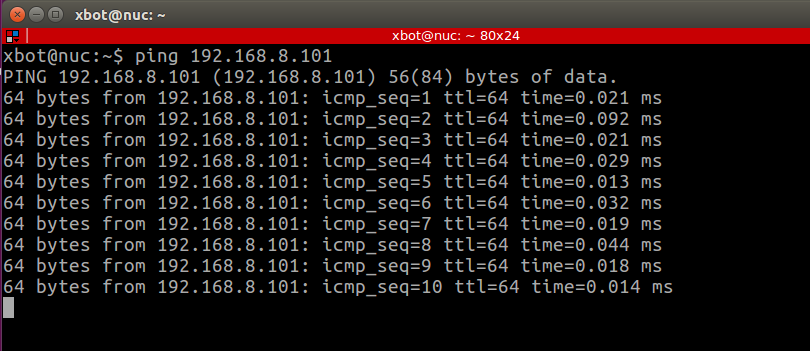 xbot@nuc: ~
xbot@nuc: ~ 80x24
xbot@nuc:~$ ping 192.168.8.101
PING 192.168.8.101 (192.168.8.101) 56(84) bytes of data.
64 bytes from 192.168.8.101: icmp_seq=1 ttl=64 time=0.021 ms
64 bytes from 192.168.8.101: icmp_seq=2 ttl=64 time=0.092 ms
64 bytes from 192.168.8.101: icmp_seq=3 ttl=64 time=0.021 ms
64 bytes from 192.168.8.101: icmp_seq=4 ttl=64 time=0.029 ms
64 bytes from 192.168.8.101: icmp_seq=5 ttl=64 time=0.013 ms
64 bytes from 192.168.8.101: icmp_seq=6 ttl=64 time=0.032 ms
64 bytes from 192.168.8.101: icmp_seq=7 ttl=64 time=0.019 ms
64 bytes from 192.168.8.101: icmp_seq=8 ttl=64 time=0.044 ms
64 bytes from 192.168.8.101: icmp_seq=9 ttl=64 time=0.018 ms
64 bytes from 192.168.8.101: icmp_seq=10 ttl=64 time=0.014 ms